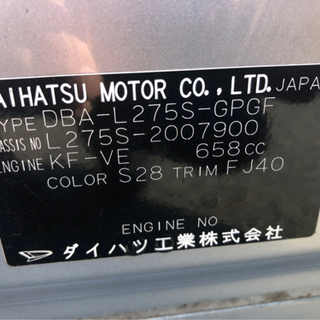 AIHATSU MOTOR CO.,LTD. JAPA
YPE DBA-L275S-GPGF
ASSIS NO L275S-2007900
ENGINE KF-VE 658cc
COLOR S28 TRIM FJ40
ENGINE NO
ダイハツ工業株式会社